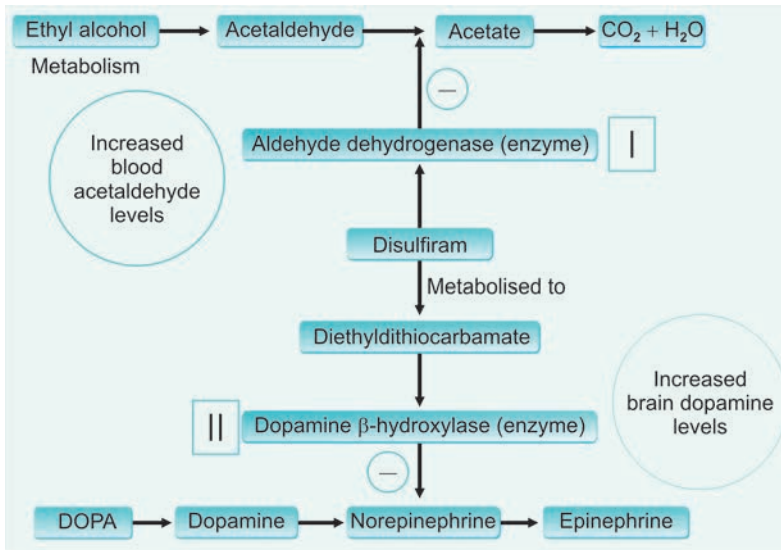 Ethyl alcohol
Acetaldehyde
Acetate
CO₂ + H₂O
Metabolism
—
Increased
blood
acetaldehyde
levels
Aldehyde dehydrogenase (enzyme)
I
Disulfiram
Metabolised to
Diethyldithiocarbamate
Increased
brain dopamine
levels
II
Dopamine β-hydroxylase (enzyme)
—
DOPA
Dopamine
Norepinephrine
Epinephrine